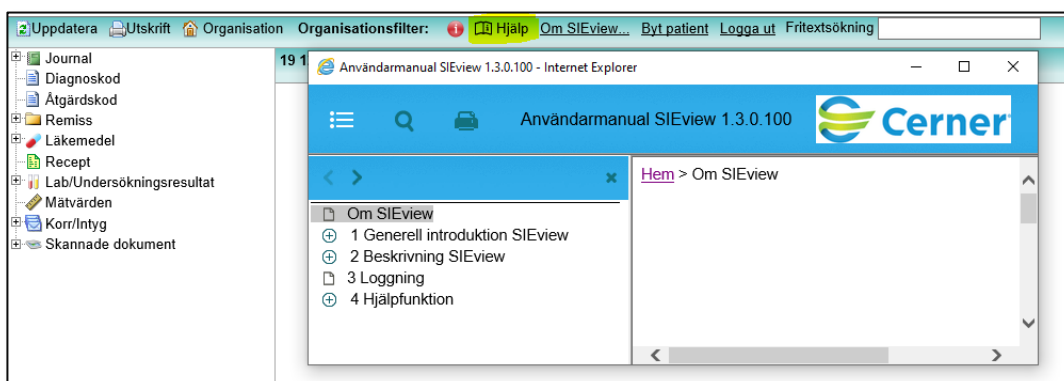 Uppdatera Utskrift Organisation Organisationsfilter: Hjälp Om SIEview... Byt patient Logga ut Fritextsökning
Journal
Diagnoskod
Åtgärdskod
Remiss
Läkemedel
Recept
Lab/Undersökningsresultat
Mätvärden
Korr/Intyg
Skannade dokument
19 1
Användarmanual SIEview 1.3.0.100 - Internet Explorer
Användarmanual SIEview 1.3.0.100
Cerner
Om SIEview
1 Generell introduktion SIEview
2 Beskrivning SIEview
3 Loggning
4 Hjälpfunktion
Hem > Om SIEview